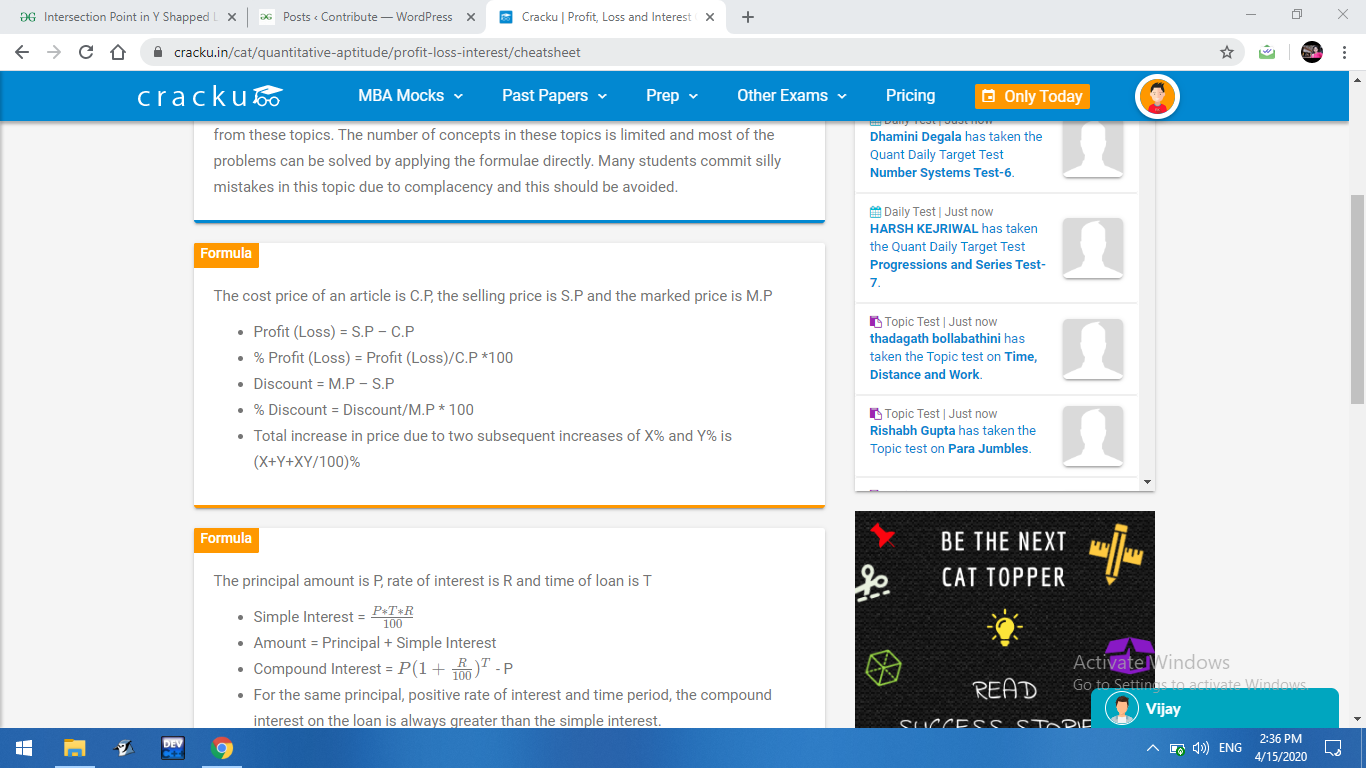 Intersection Point in Y Shapped L
Posts ‹ Contribute — WordPress
Cracku | Profit, Loss and Interest
cracku.in/cat/quantitative-aptitude/profit-loss-interest/cheatsheet
cracku
MBA Mocks
Past Papers
Prep
Other Exams
Pricing
Only Today
from these topics. The number of concepts in these topics is limited and most of the
problems can be solved by applying the formulae directly. Many students commit silly
mistakes in this topic due to complacency and this should be avoided.
Formula
The cost price of an article is C.P, the selling price is S.P and the marked price is M.P
• Profit (Loss) = S.P – C.P
• % Profit (Loss) = Profit (Loss)/C.P *100
• Discount = M.P – S.P
• % Discount = Discount/M.P * 100
• Total increase in price due to two subsequent increases of X% and Y% is
(X+Y+XY/100)%
Formula
The principal amount is P, rate of interest is R and time of loan is T
• Simple Interest = P*T*R/100
• Amount = Principal + Simple Interest
• Compound Interest = P(1 + R/100)^T - P
• For the same principal, positive rate of interest and time period, the compound
interest on the loan is always greater than the simple interest.
Daily Test | Just now
Dhamini Degala has taken the
Quant Daily Target Test
Number Systems Test-6.
Daily Test | Just now
HARSH KEJRIWAL has taken
the Quant Daily Target Test
Progressions and Series Test-
7.
Topic Test | Just now
thadagath bollabathini has
taken the Topic test on Time,
Distance and Work.
Topic Test | Just now
Rishabh Gupta has taken the
Topic test on Para Jumbles.
BE THE NEXT
CAT TOPPER
READ
SUCCESS STORIE
Activate Windows
Go to Settings to activate Windows.
Vijay
DEV
C++
ENG
2:36 PM
4/15/2020